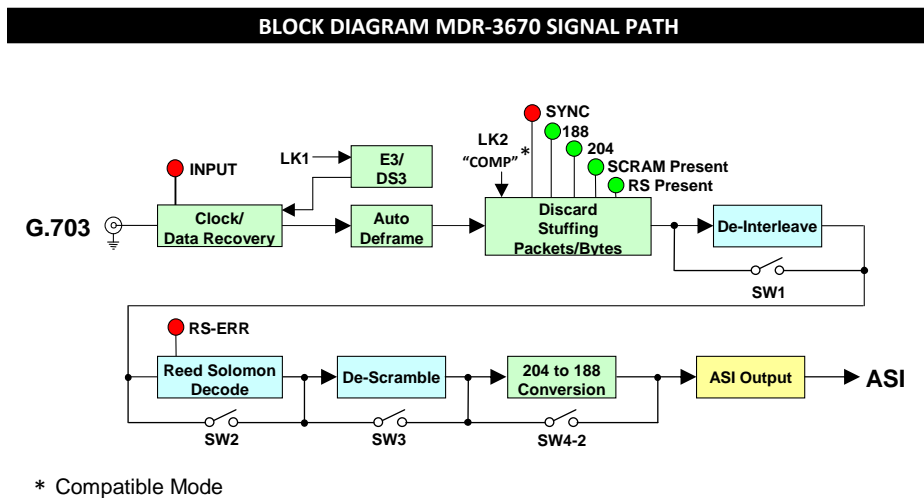 BLOCK DIAGRAM MDR-3670 SIGNAL PATH
SYNC
188
204
SCRAM Present
RS Present
LK2
“COMP” *
LK1
E3/
DS3
INPUT
G.703
Clock/
Data Recovery
Auto
Deframe
Discard
Stuffing
Packets/Bytes
De-Interleave
SW1
RS-ERR
Reed Solomon
Decode
De-Scramble
204 to 188
Conversion
ASI Output
ASI
SW2
SW3
SW4-2
* Compatible Mode